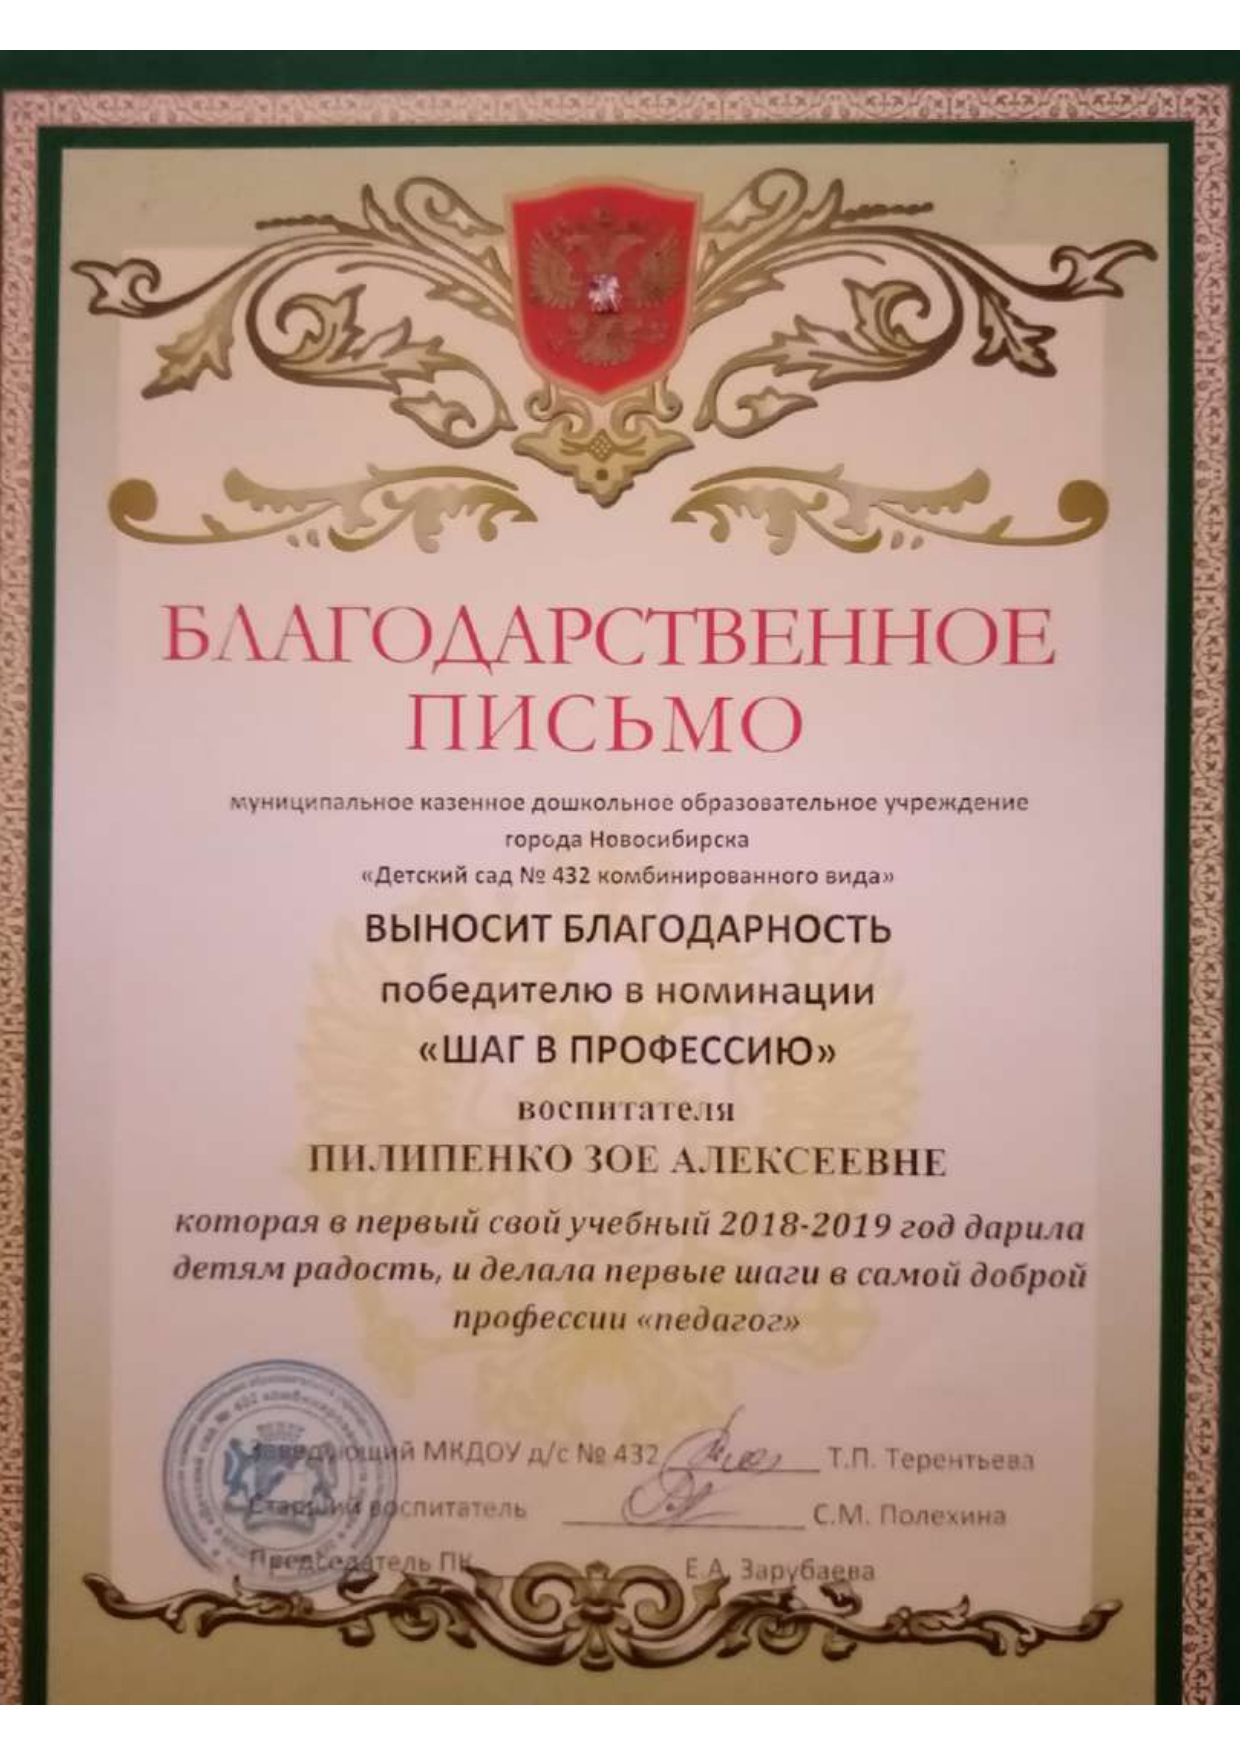 БЛАГОДАРСТВЕННОЕ
ПИСЬМО
муниципальное казенное дошкольное образовательное учреждение
города Новосибирска
«Детский сад № 432 комбинированного вида»
ВЫНОСИТ БЛАГОДАРНОСТЬ
победителю в номинации
«ШАГ В ПРОФЕССИЮ»
воспитателя
ПИЛИПЕНКО ЗОЕ АЛЕКСЕЕВНЕ
которая в первый свой учебный 2018-2019 год дарила
детям радость, и делала первые шаги в самой доброй
профессии «педагог»
Заведующий МКДОУ д/с № 432 Т.П. Терентьева
Старший воспитатель С.М. Полехина
Председатель ПК Е.А. Зарубаева